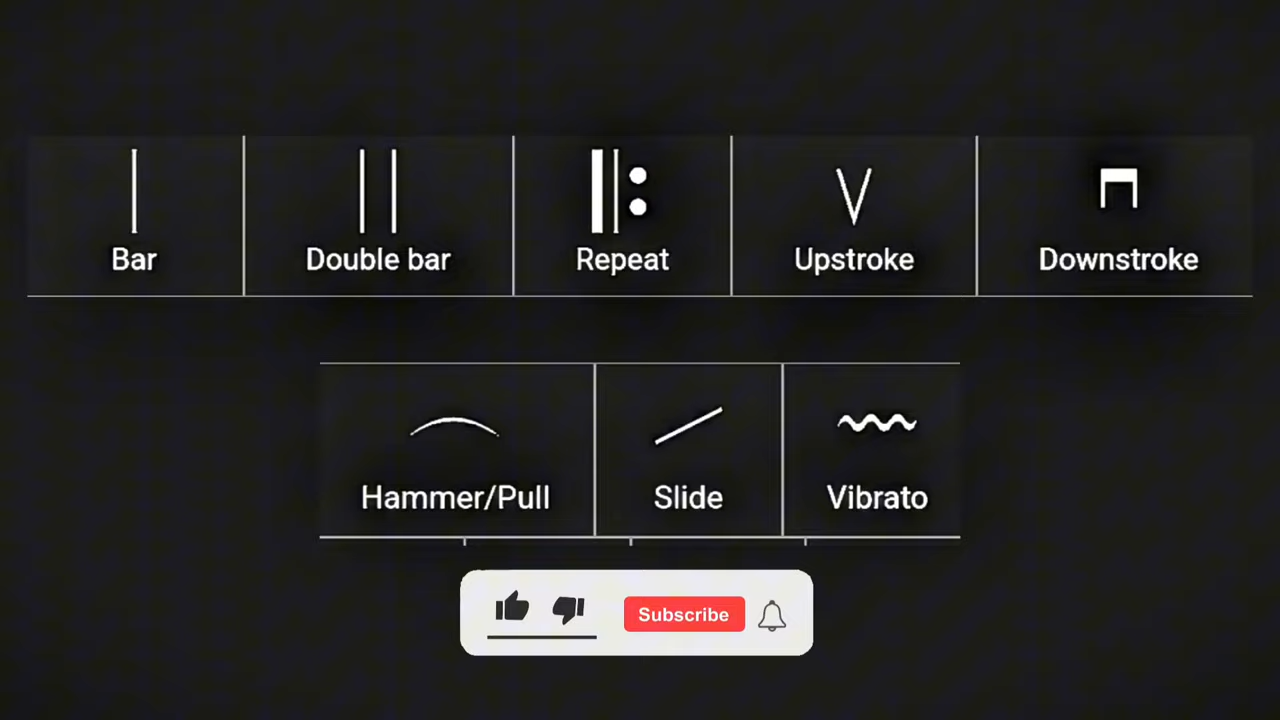 Bar
Double bar
Repeat
Upstroke
Downstroke
Hammer/Pull
Slide
Vibrato
Subscribe